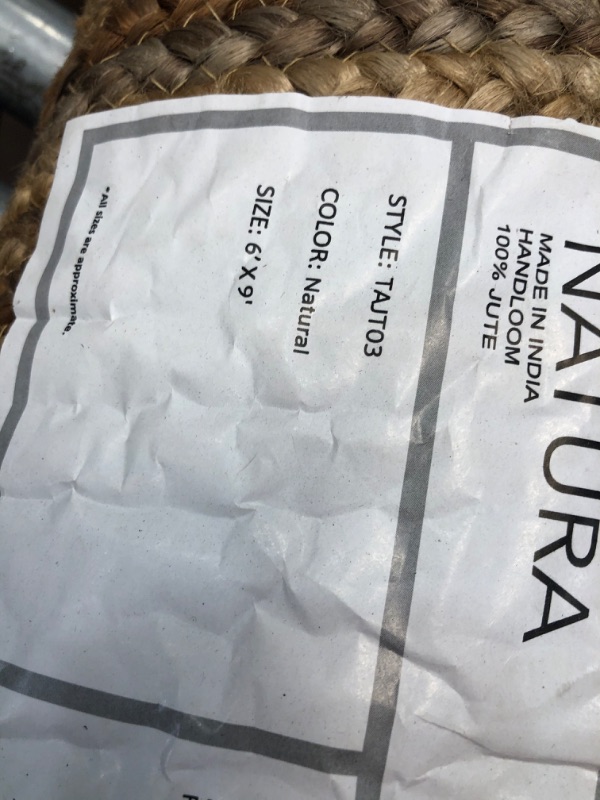 NATURA
MADE IN INDIA
HANDLOOM
100% JUTE
STYLE: TAJT03
COLOR: Natural
SIZE: 6' X 9'
*All sizes are approximate.